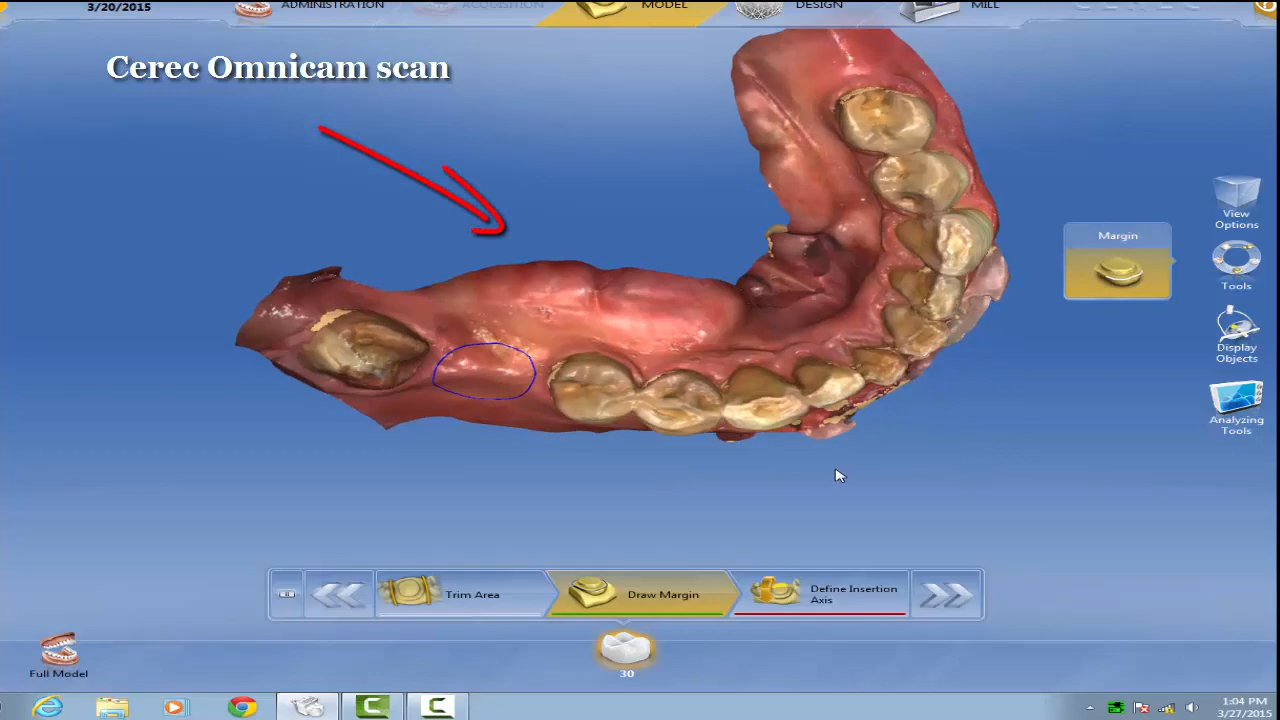 3/20/2015
ADMINISTRATION
ACQUISITION
MODEL
DESIGN
MILL
CEREC
Cerec Omnicam scan
Margin
View
Options
Tools
Display
Objects
Analyzing
Tools
Trim Area
Draw Margin
Define Insertion
Axis
30
Full Model
1:04 PM
3/27/2015